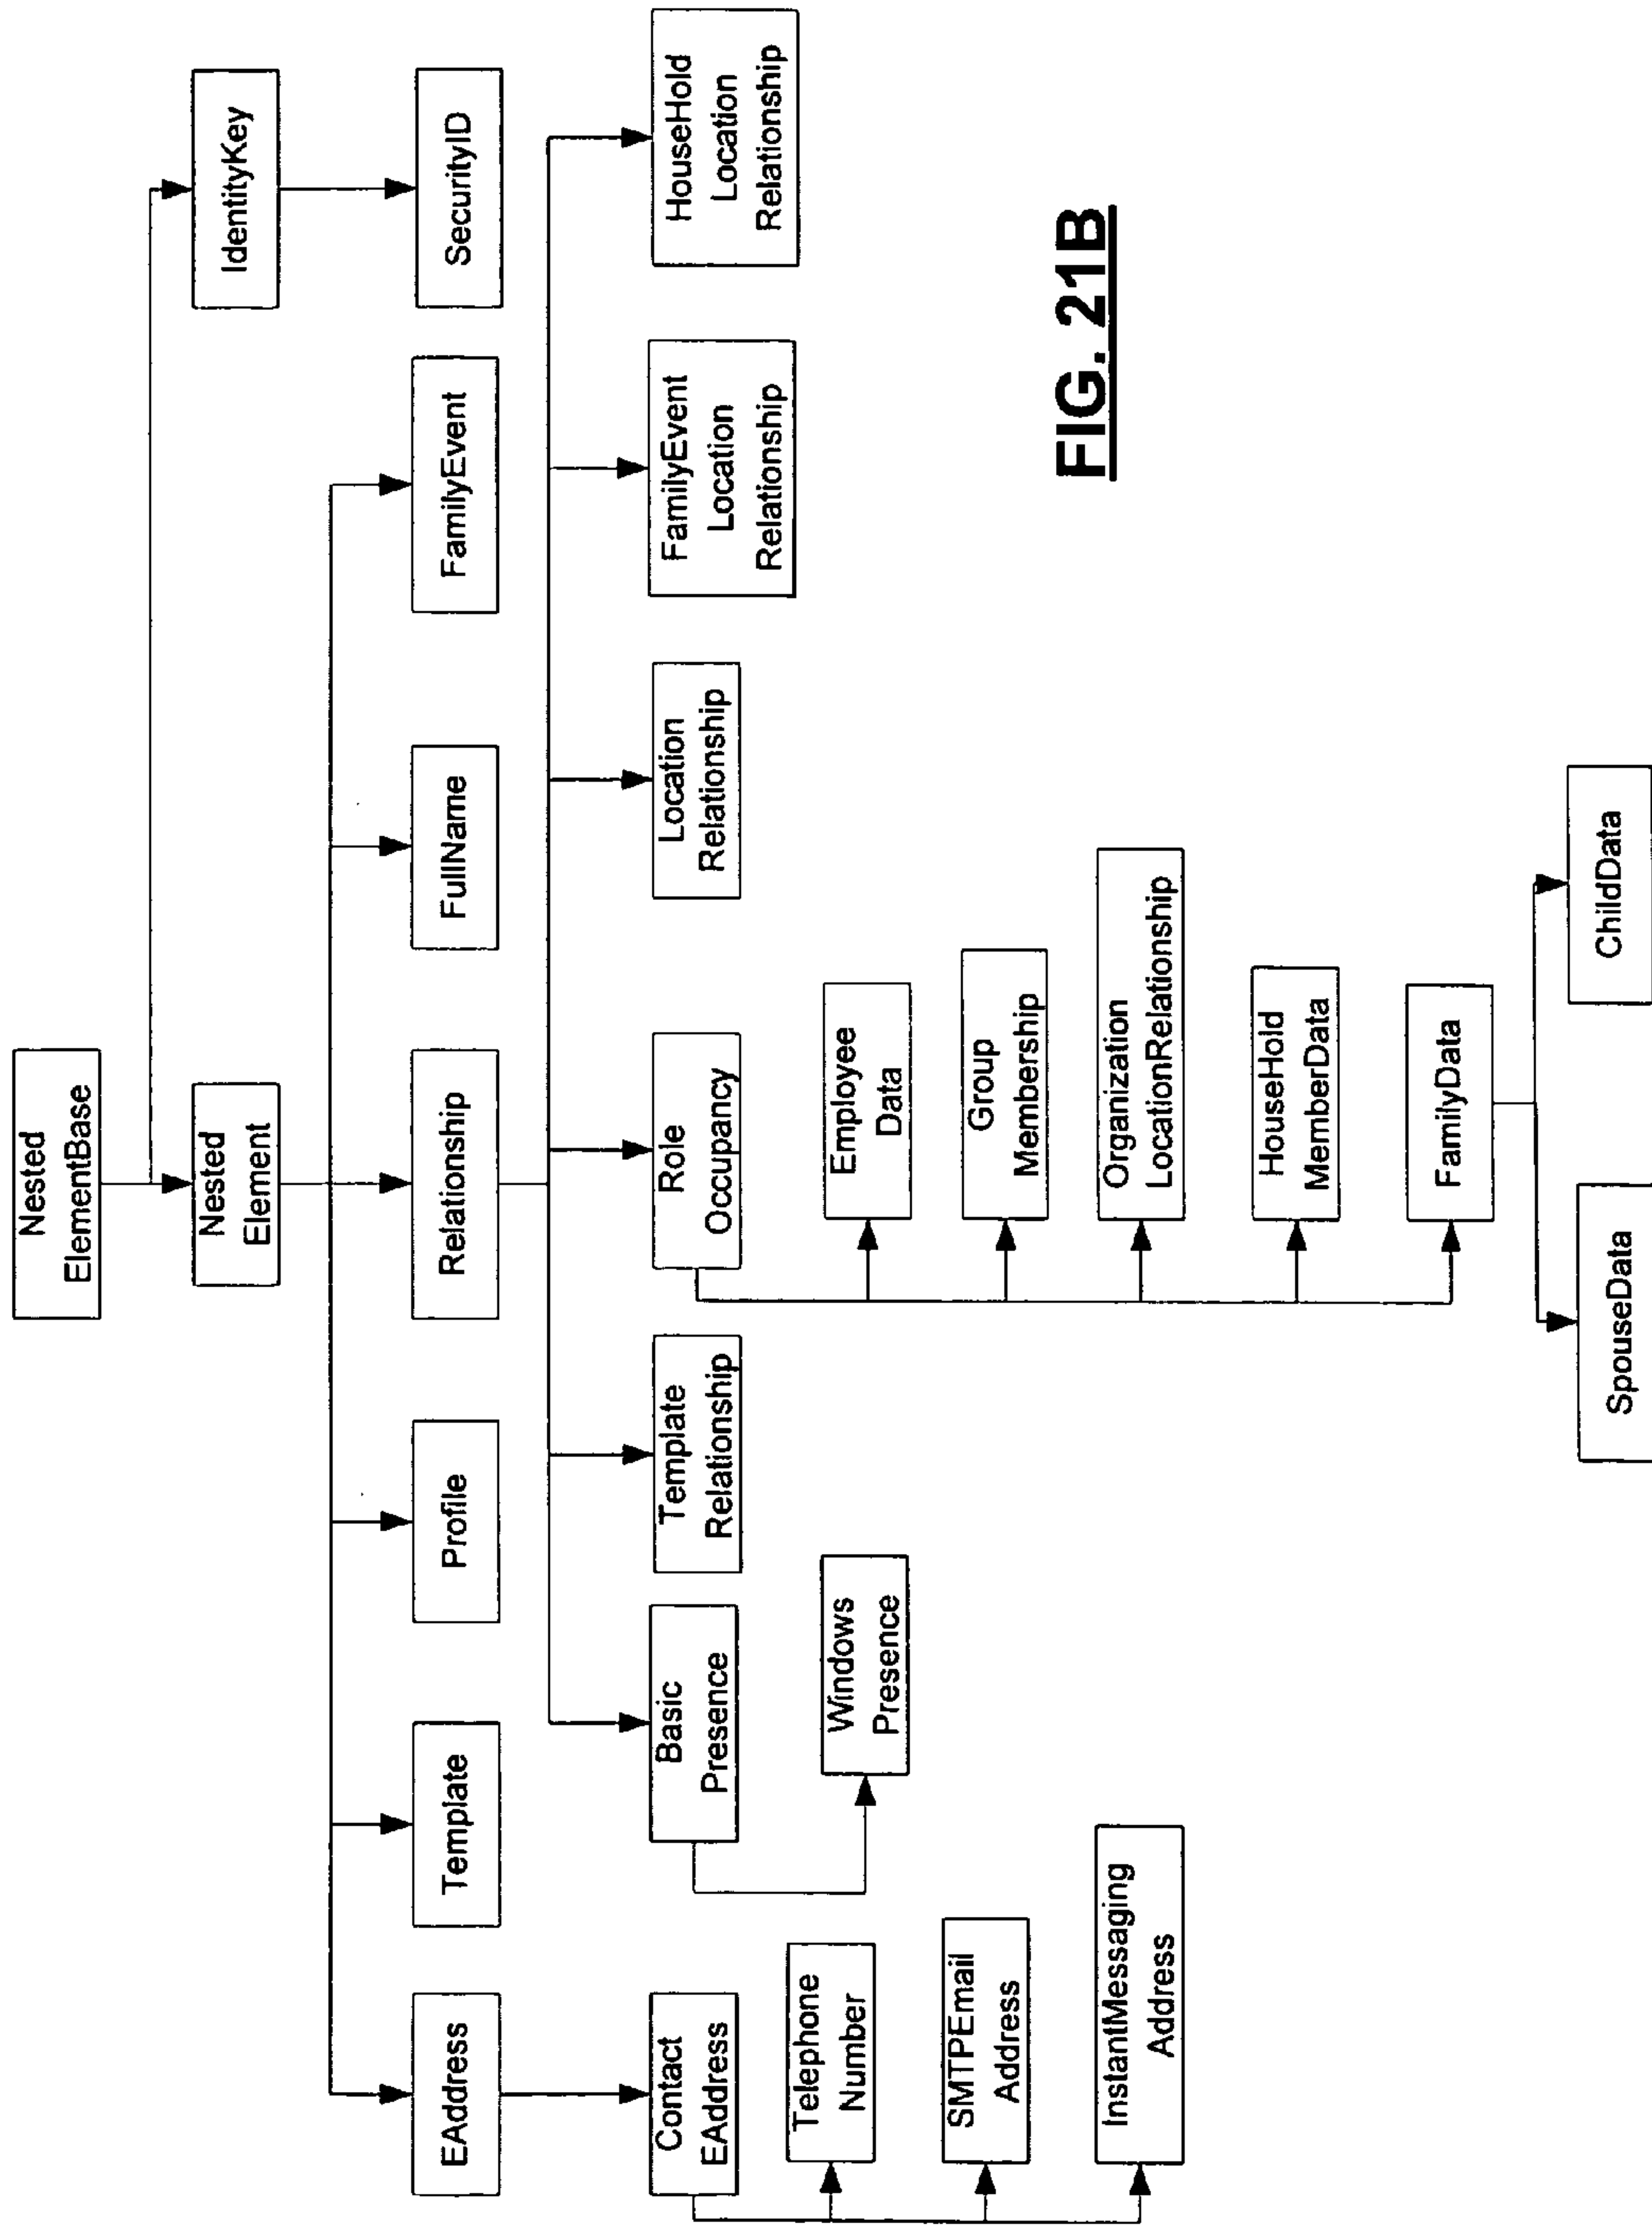 Nested
ElementBase
Nested
Element
IdentityKey
EAddress
Template
Profile
Relationship
FullName
FamilyEvent
SecurityID
Contact
EAddress
Basic
Presence
Template
Relationship
Role
Occupancy
Location
Relationship
FamilyEvent
Location
Relationship
HouseHold
Location
Relationship
Telephone
Number
SMTPEmail
Address
InstantMessaging
Address
Windows
Presence
Employee
Data
Group
Membership
Organization
LocationRelationship
HouseHold
MemberData
FamilyData
SpouseData
ChildData
FIG. 21B